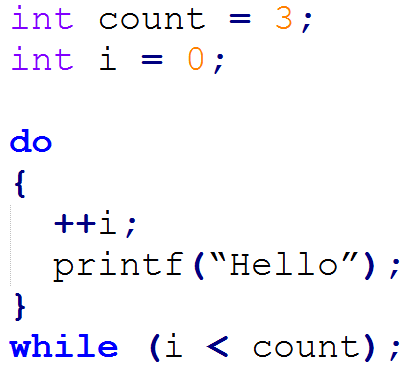 int count = 3;
int i = 0;

do
{
  ++i;
  printf(“Hello”);
}
while (i < count);